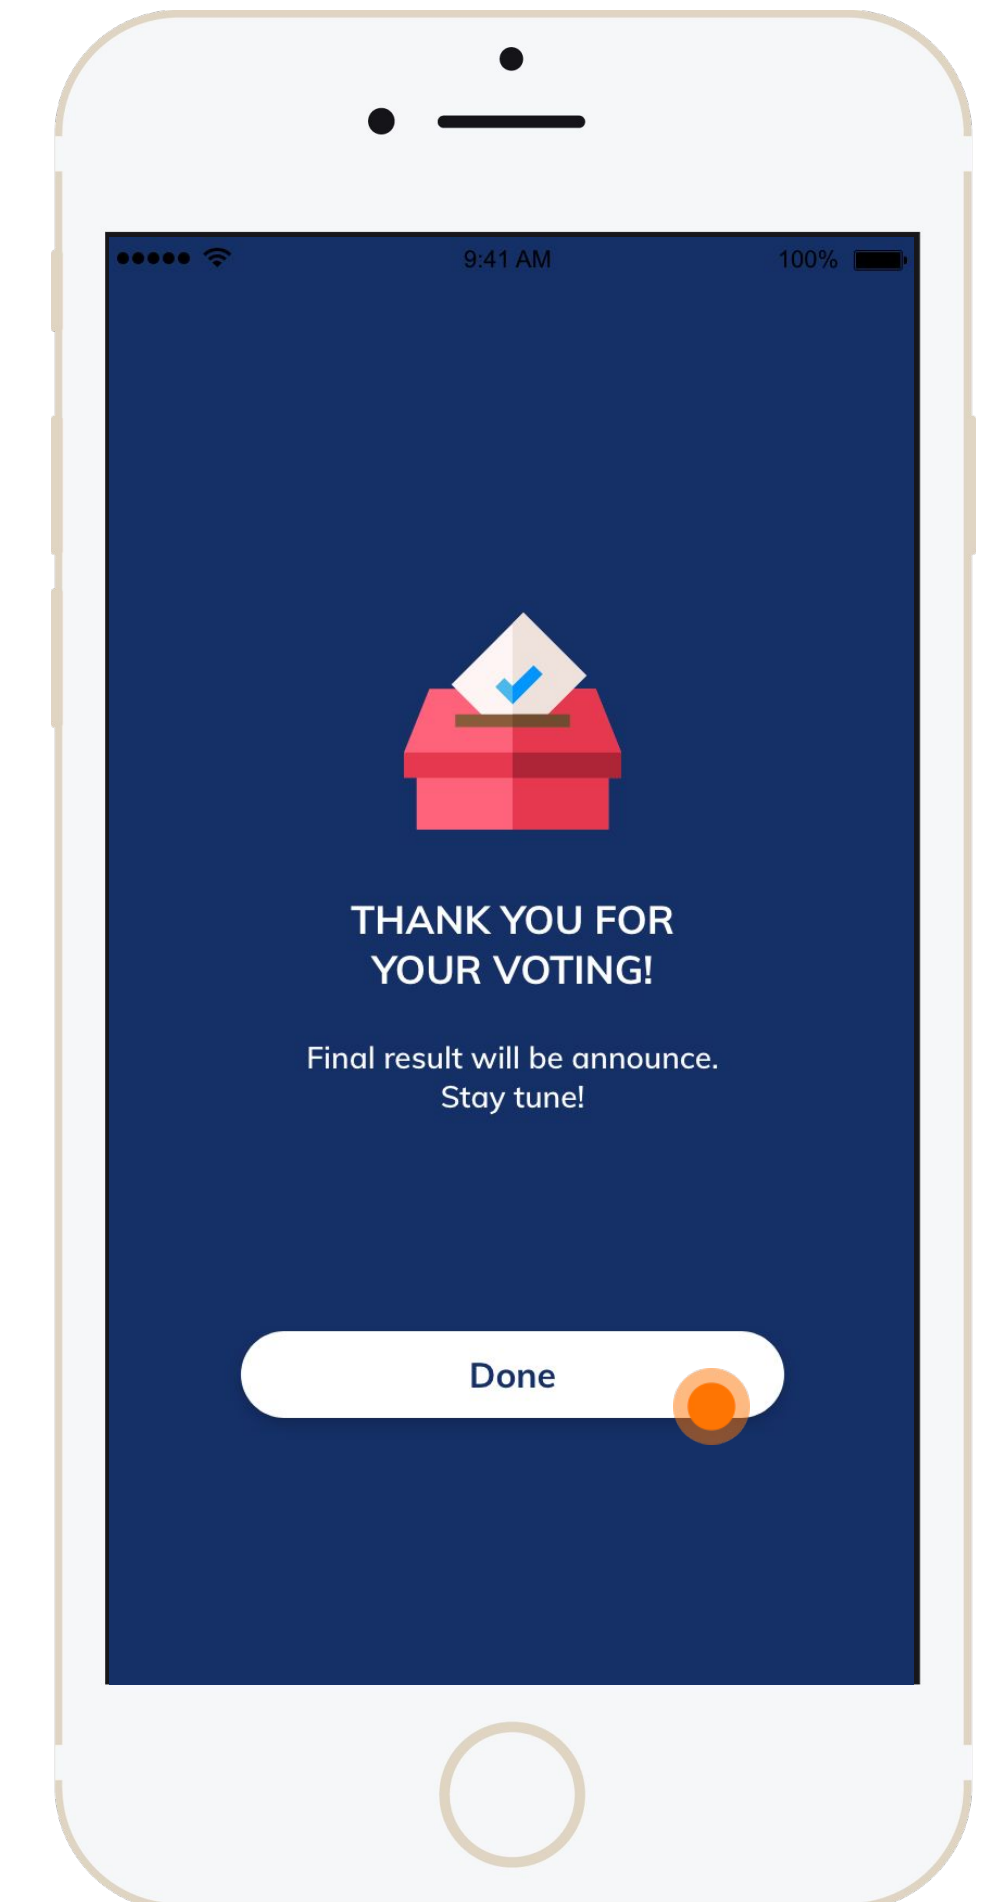 9:41 AM 100%
THANK YOU FOR
YOUR VOTING!
Final result will be announce.
Stay tune!
Done